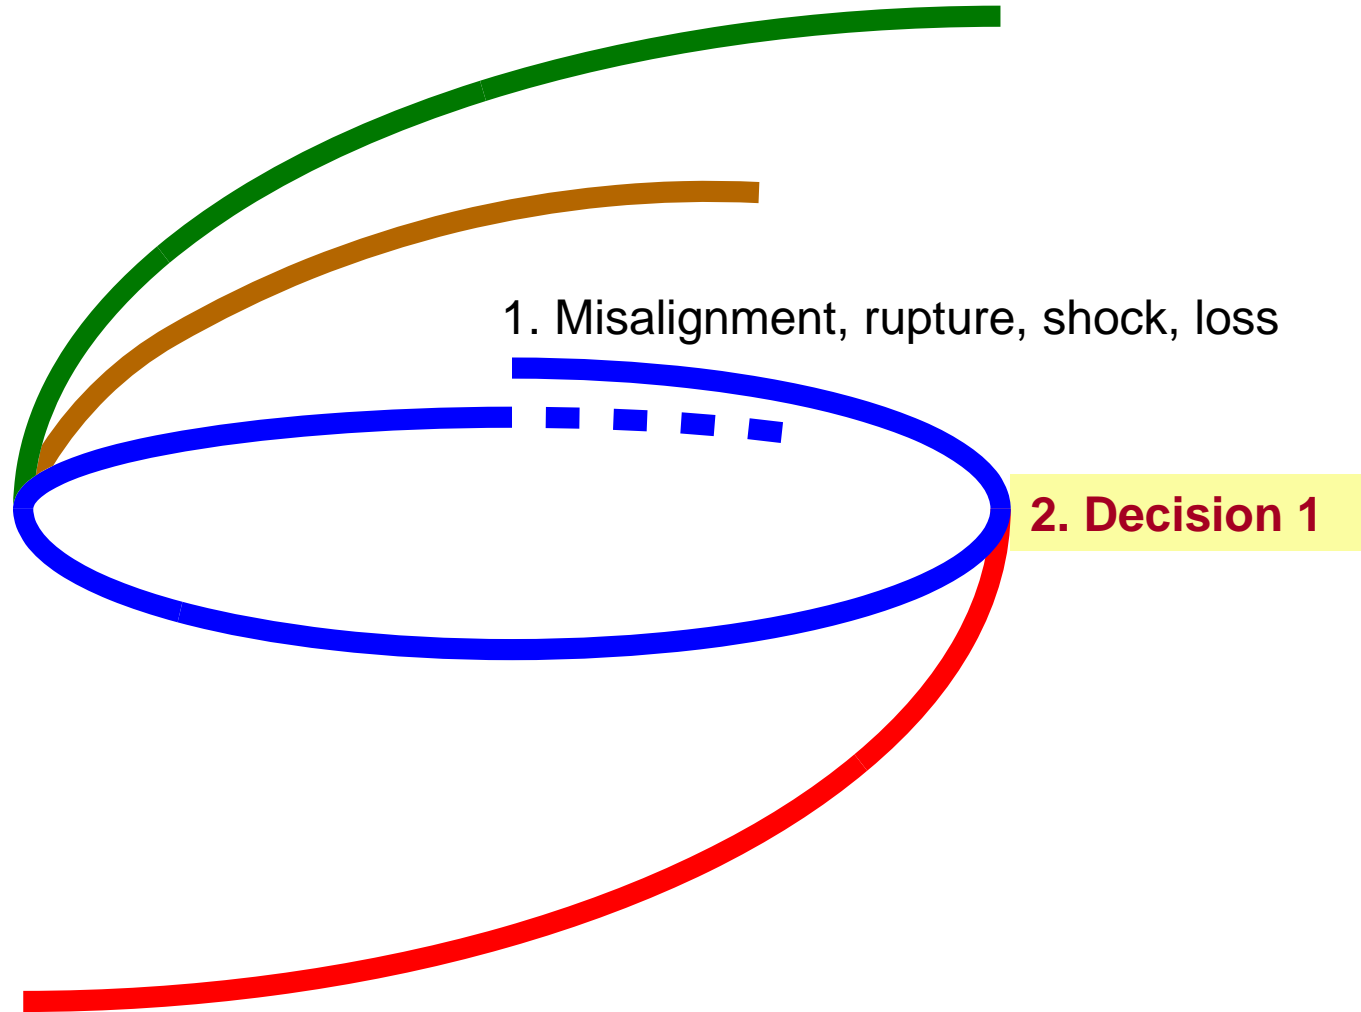 1. Misalignment, rupture, shock, loss
2. Decision 1